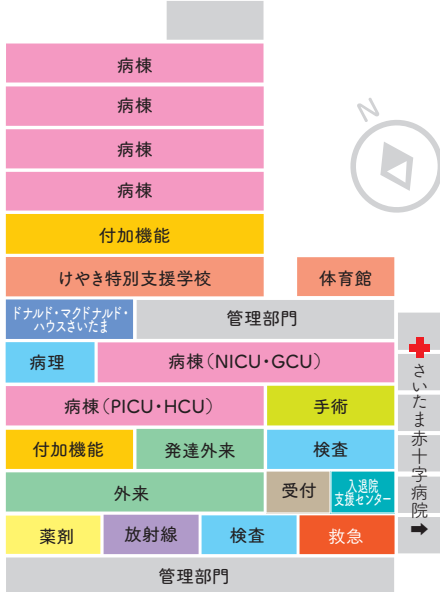 病棟
病棟
病棟
病棟
N
付加機能
けやき特別支援学校
体育館
ドナルド・マクドナルド・
ハウスさいたま
管理部門
病理
病棟（NICU・GCU）
病棟（PICU・HCU）
手術
付加機能
発達外来
検査
外来
受付
入退院
支援センター
薬剤
放射線
検査
救急
管理部門
さいたま赤十字病院